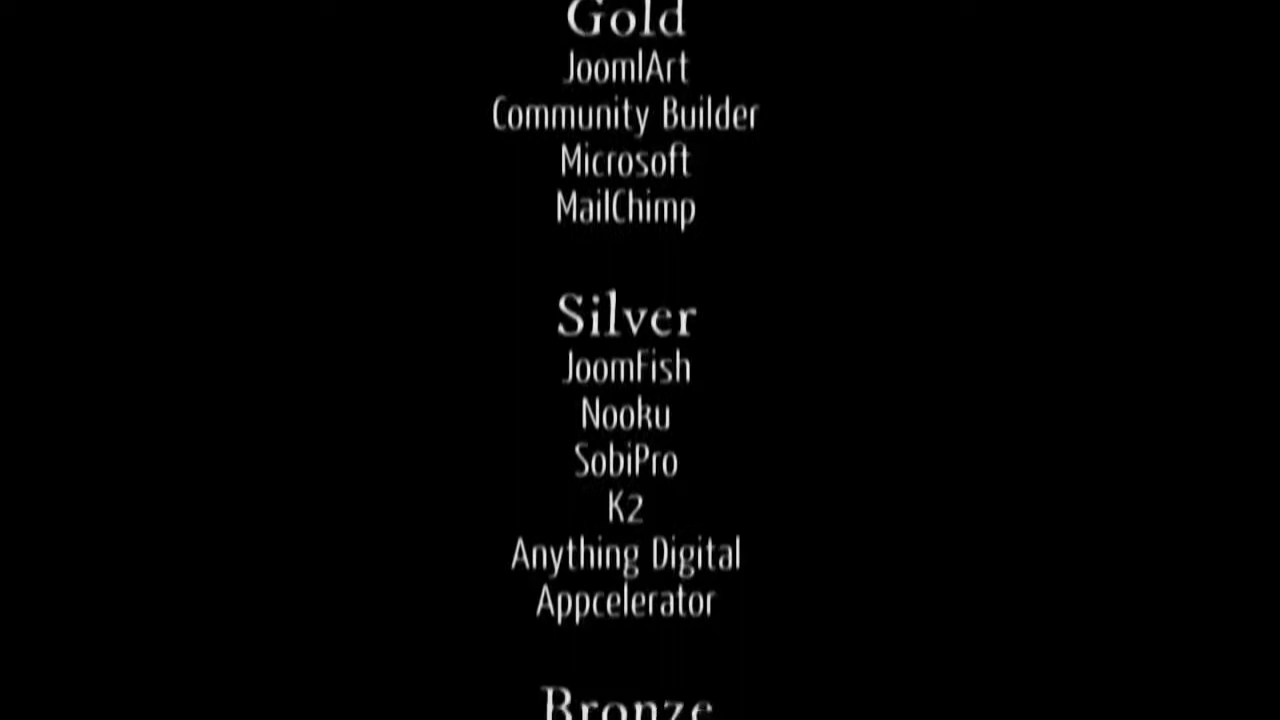 Gold
JoomlArt
Community Builder
Microsoft
MailChimp
Silver
JoomFish
Nooku
SobiPro
K2
Anything Digital
Appcelerator
Bronze